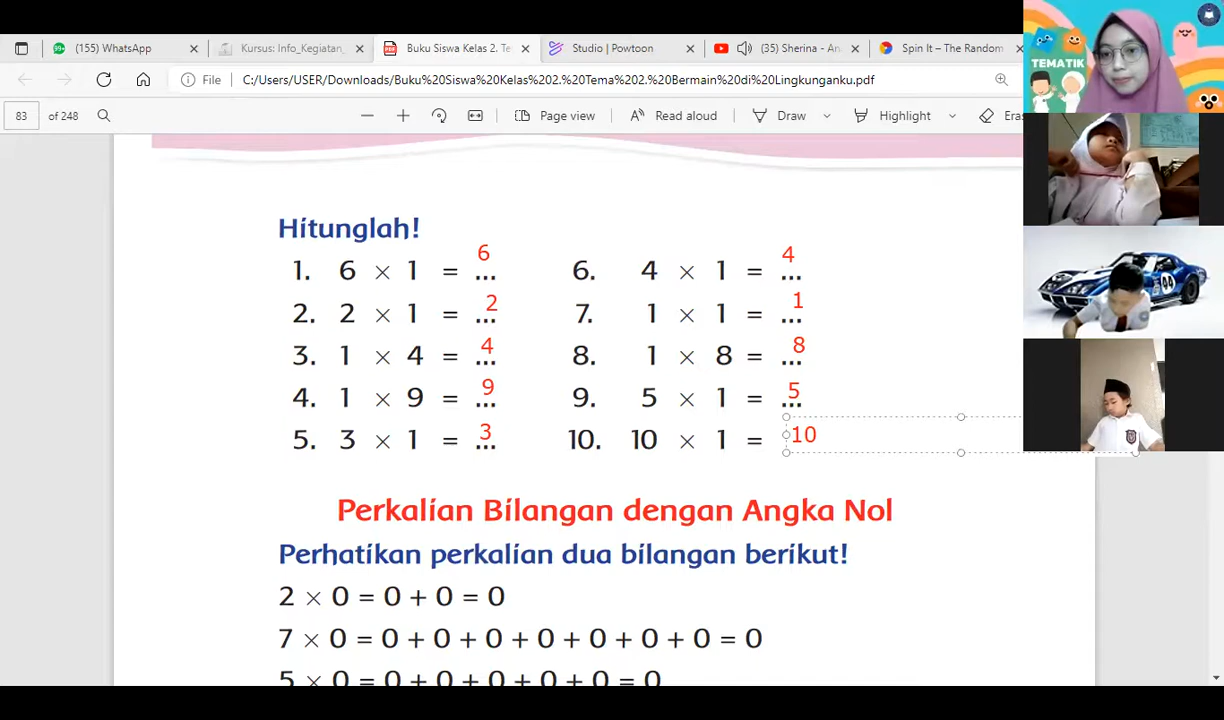 (155) WhatsApp
Kursus: Info_Kegiatan_
Buku Siswa Kelas 2. Te
Studio | Powtoon
(35) Sherina - An
Spin It – The Random
File C:/Users/USER/Downloads/Buku%20Siswa%20Kelas%202.%20Tema%202.%20Bermain%20di%20Lingkunganku.pdf
83 of 248
Page view
Read aloud
Draw
Highlight
Eras
TEMATIK
44
Hitunglah!
1. 6 × 1 = ... 6
2. 2 × 1 = ... 2
3. 1 × 4 = ... 4
4. 1 × 9 = ... 9
5. 3 × 1 = ... 3
6. 4 × 1 = ... 4
7. 1 × 1 = ... 1
8. 1 × 8 = ... 8
9. 5 × 1 = ... 5
10. 10 × 1 = 10
Perkalian Bilangan dengan Angka Nol
Perhatikan perkalian dua bilangan berikut!
2 × 0 = 0 + 0 = 0
7 × 0 = 0 + 0 + 0 + 0 + 0 + 0 + 0 = 0
5 × 0 = 0 + 0 + 0 + 0 + 0 = 0